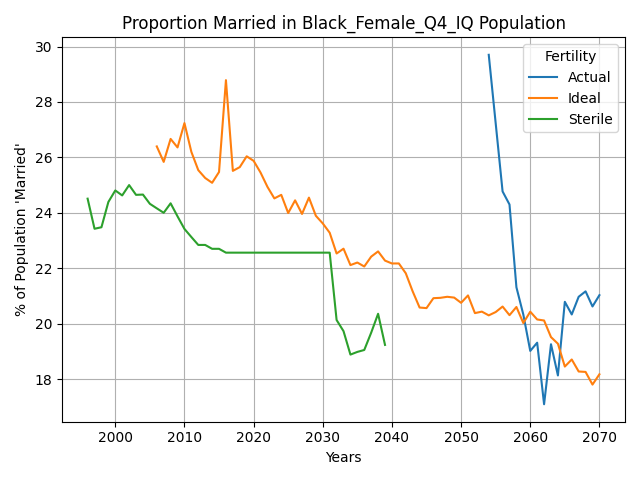 Proportion Married in Black_Female_Q4_IQ Population
% of Population 'Married'
30
28
26
24
22
20
18
Fertility
Actual
Ideal
Sterile
2000 2010 2020 2030 2040 2050 2060 2070
Years